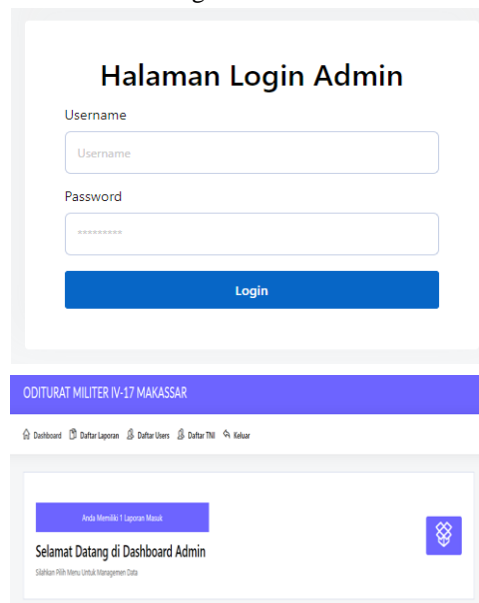 Halaman Login Admin
Username
Username
Password
*********
Login
ODITURAT MILITER IV-17 MAKASSAR
Dashboard Daftar Laporan Daftar Users Daftar TNI Keluar
Anda Memiliki 1 Laporan Masuk
Selamat Datang di Dashboard Admin
Silahkan Pilih Menu Untuk Managemen Data